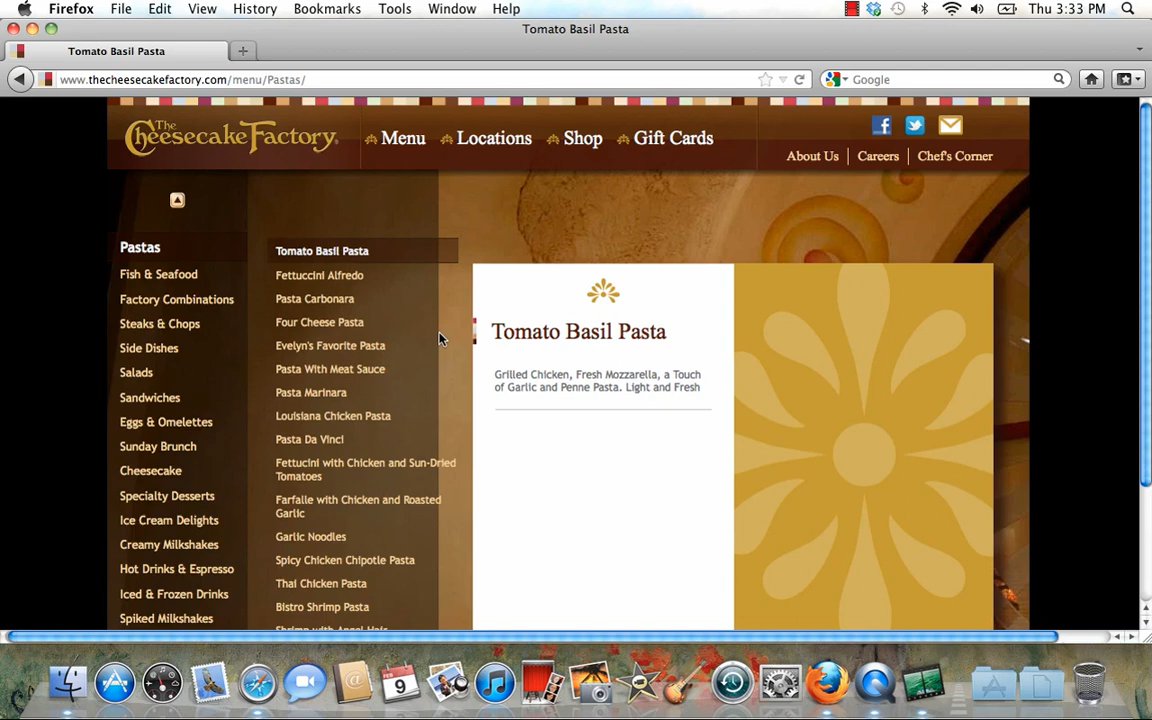 Firefox File Edit View History Bookmarks Tools Window Help Thu 3:33 PM
Tomato Basil Pasta
Tomato Basil Pasta
www.thecheesecakefactory.com/menu/Pastas/
Google
The Cheesecake Factory
Menu Locations Shop Gift Cards
About Us Careers Chef's Corner
Pastas
Fish & Seafood
Factory Combinations
Steaks & Chops
Side Dishes
Salads
Sandwiches
Eggs & Omelettes
Sunday Brunch
Cheesecake
Specialty Desserts
Ice Cream Delights
Creamy Milkshakes
Hot Drinks & Espresso
Iced & Frozen Drinks
Spiked Milkshakes
Tomato Basil Pasta
Fettuccini Alfredo
Pasta Carbonara
Four Cheese Pasta
Evelyn's Favorite Pasta
Pasta With Meat Sauce
Pasta Marinara
Louisiana Chicken Pasta
Pasta Da Vinci
Fettucini with Chicken and Sun-Dried
Tomatoes
Farfalle with Chicken and Roasted
Garlic
Garlic Noodles
Spicy Chicken Chipotle Pasta
Thai Chicken Pasta
Bistro Shrimp Pasta
Shrimp with Angel Hair
Tomato Basil Pasta
Grilled Chicken, Fresh Mozzarella, a Touch
of Garlic and Penne Pasta. Light and Fresh
FEB
9